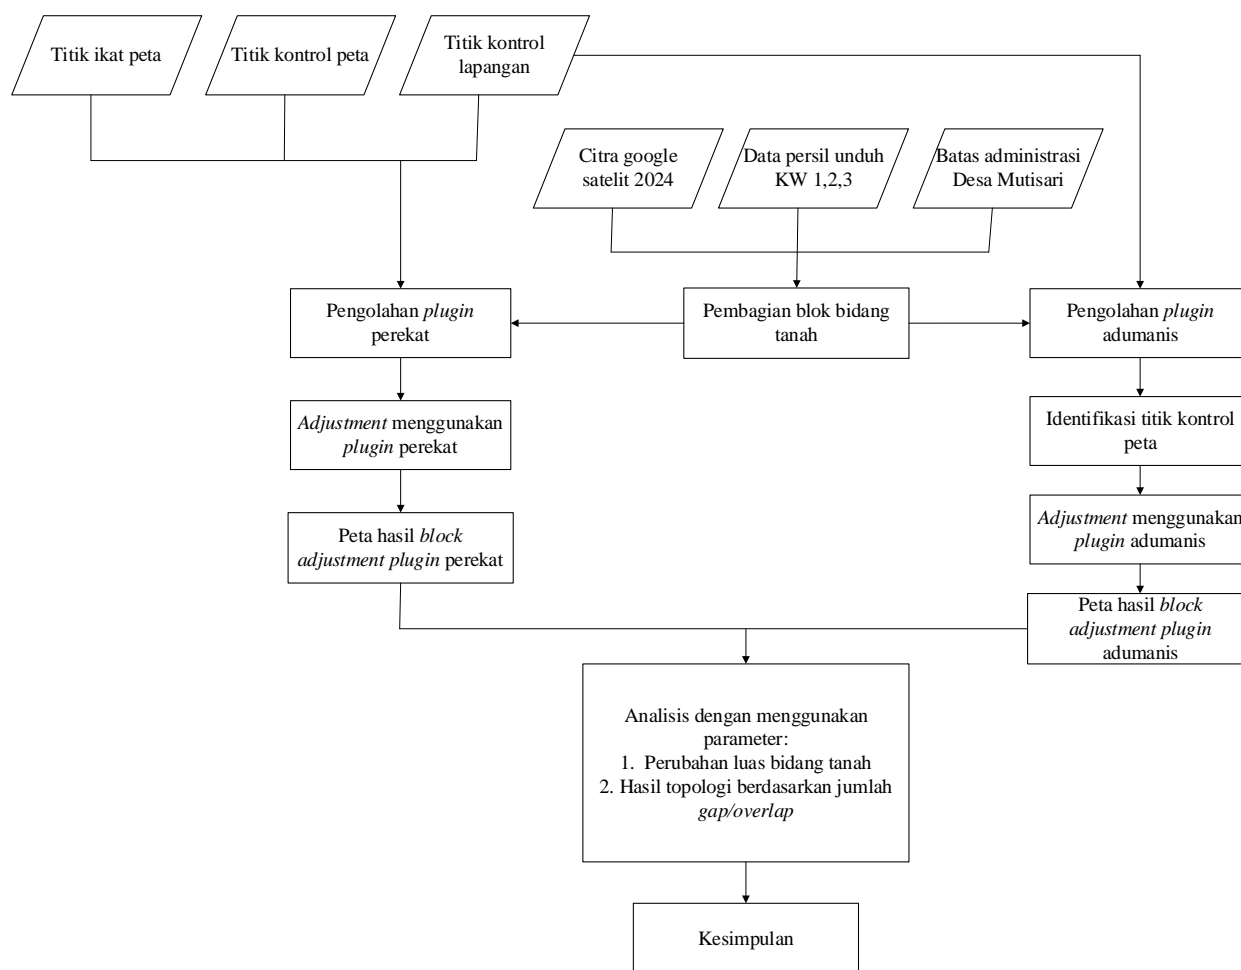 Titik ikat peta
Titik kontrol peta
Titik kontrol
lapangan
Citra google
satelit 2024
Data persil unduh
KW 1,2,3
Batas administrasi
Desa Mutisari
Pengolahan plugin
perekat
Pembagian blok bidang
tanah
Pengolahan plugin
adumanis
Adjustment menggunakan
plugin perekat
Identifikasi titik kontrol
peta
Peta hasil block
adjustment plugin perekat
Adjustment menggunakan
plugin adumanis
Peta hasil block
adjustment plugin
adumanis
Analisis dengan menggunakan
parameter:
1. Perubahan luas bidang tanah
2. Hasil topologi berdasarkan jumlah
gap/overlap
Kesimpulan